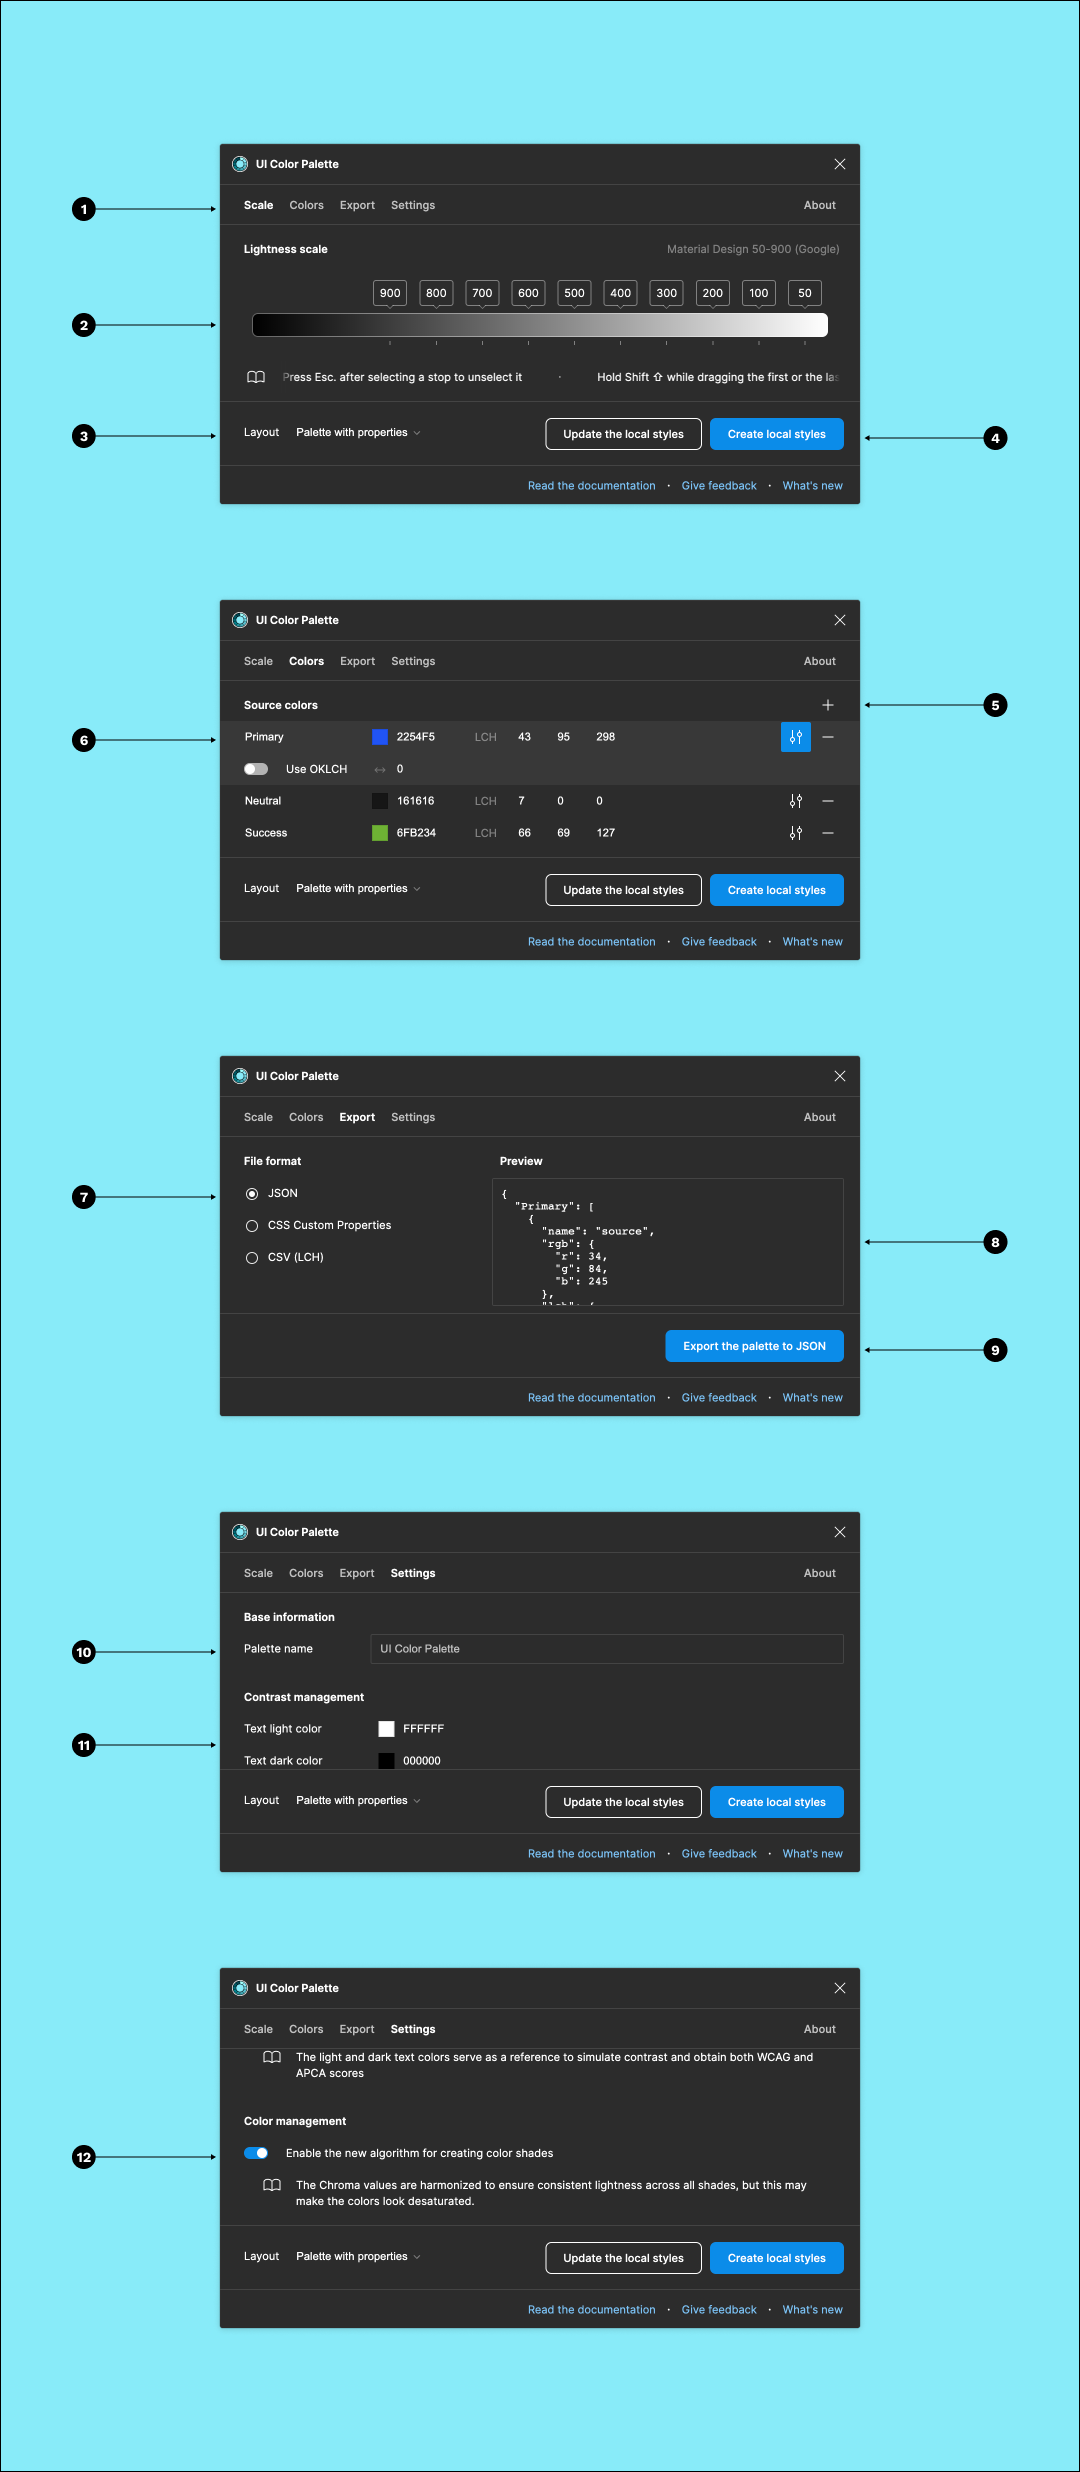 UI Color Palette
1
Scale Colors Export Settings About
Lightness scale Material Design 50-900 (Google)
900 800 700 600 500 400 300 200 100 50
2
Press Esc. after selecting a stop to unselect it · Hold Shift ⇧ while dragging the first or the las
3
Layout Palette with properties Update the local styles Create local styles
4
Read the documentation · Give feedback · What's new
UI Color Palette
Scale Colors Export Settings About
Source colors
5
6
Primary 2254F5 LCH 43 95 298
Use OKLCH 0
Neutral 161616 LCH 7 0 0
Success 6FB234 LCH 66 69 127
Layout Palette with properties Update the local styles Create local styles
Read the documentation · Give feedback · What's new
UI Color Palette
Scale Colors Export Settings About
File format Preview
7
JSON
CSS Custom Properties
CSV (LCH)
{
"Primary": [
{
"name": "source",
"rgb": {
"r": 34,
"g": 84,
"b": 245
},
8
Export the palette to JSON
9
Read the documentation · Give feedback · What's new
UI Color Palette
Scale Colors Export Settings About
Base information
10
Palette name UI Color Palette
Contrast management
Text light color FFFFFF
11
Text dark color 000000
Layout Palette with properties Update the local styles Create local styles
Read the documentation · Give feedback · What's new
UI Color Palette
Scale Colors Export Settings About
The light and dark text colors serve as a reference to simulate contrast and obtain both WCAG and
APCA scores
Color management
12
Enable the new algorithm for creating color shades
The Chroma values are harmonized to ensure consistent lightness across all shades, but this may
make the colors look desaturated.
Layout Palette with properties Update the local styles Create local styles
Read the documentation · Give feedback · What's new